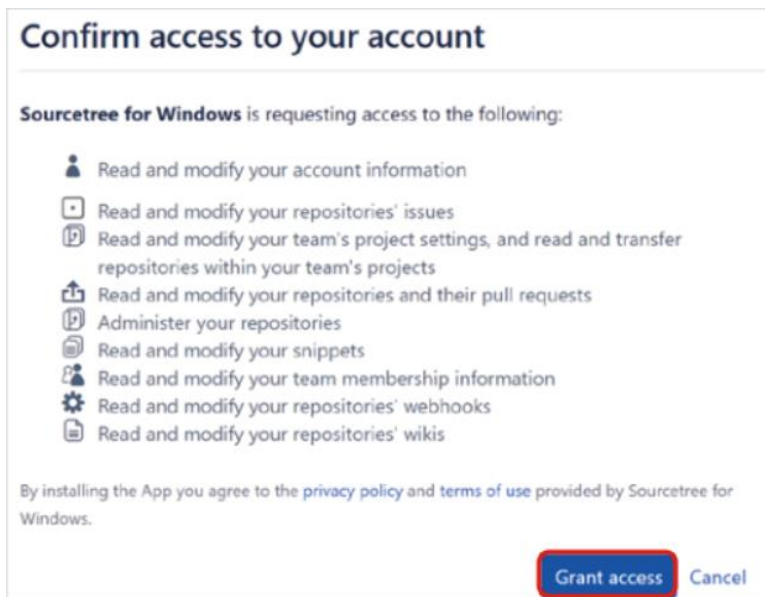 Confirm access to your account
Sourcetree for Windows is requesting access to the following:
Read and modify your account information
Read and modify your repositories' issues
Read and modify your team's project settings, and read and transfer
repositories within your team's projects
Read and modify your repositories and their pull requests
Administer your repositories
Read and modify your snippets
Read and modify your team membership information
Read and modify your repositories' webhooks
Read and modify your repositories' wikis
By installing the App you agree to the privacy policy and terms of use provided by Sourcetree for
Windows.
Grant access Cancel